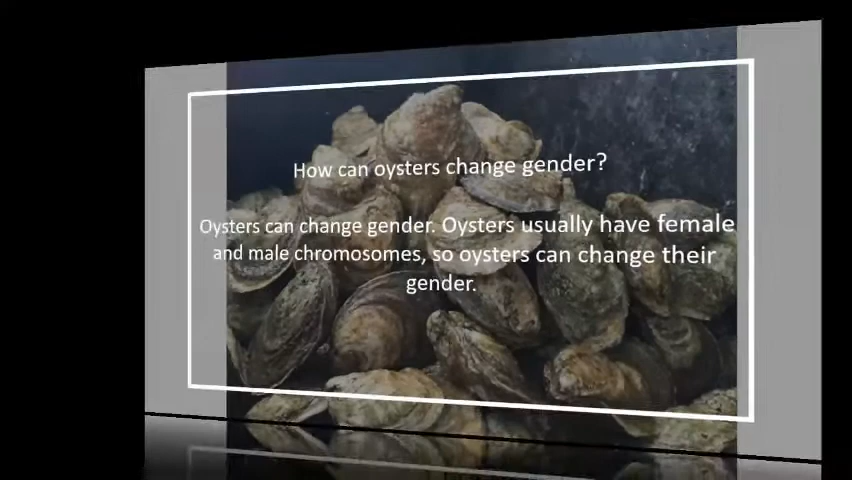 How can oysters change gender?
Oysters can change gender. Oysters usually have female
and male chromosomes, so oysters can change their
gender.